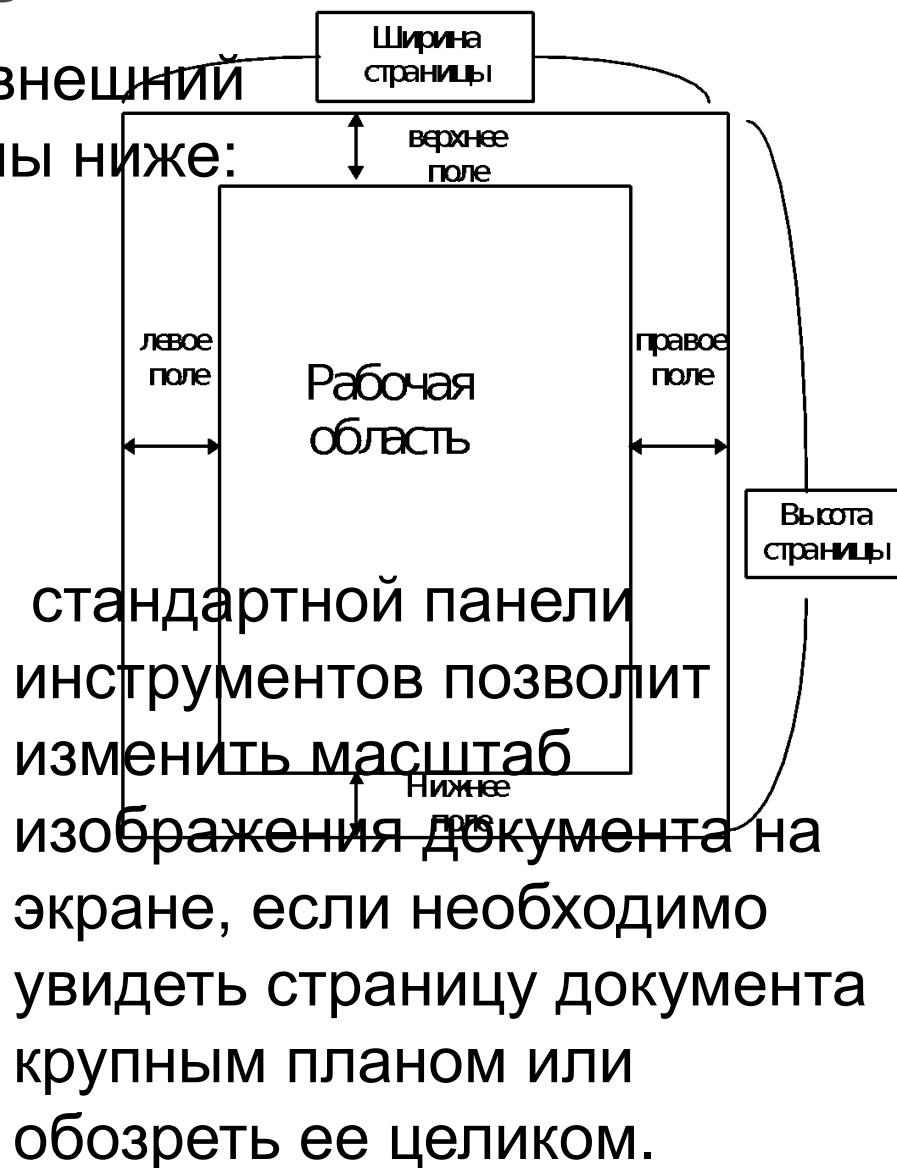 Ширина
страницы
внешний
ниже:
верхнее
поле
левое
поле
правое
поле
Рабочая
область
Высота
страницы
стандартной панели
инструментов позволит
изменить масштаб
Нижнее
поле
изображения документа на
экране, если необходимо
увидеть страницу документа
крупным планом или
обозреть ее целиком.